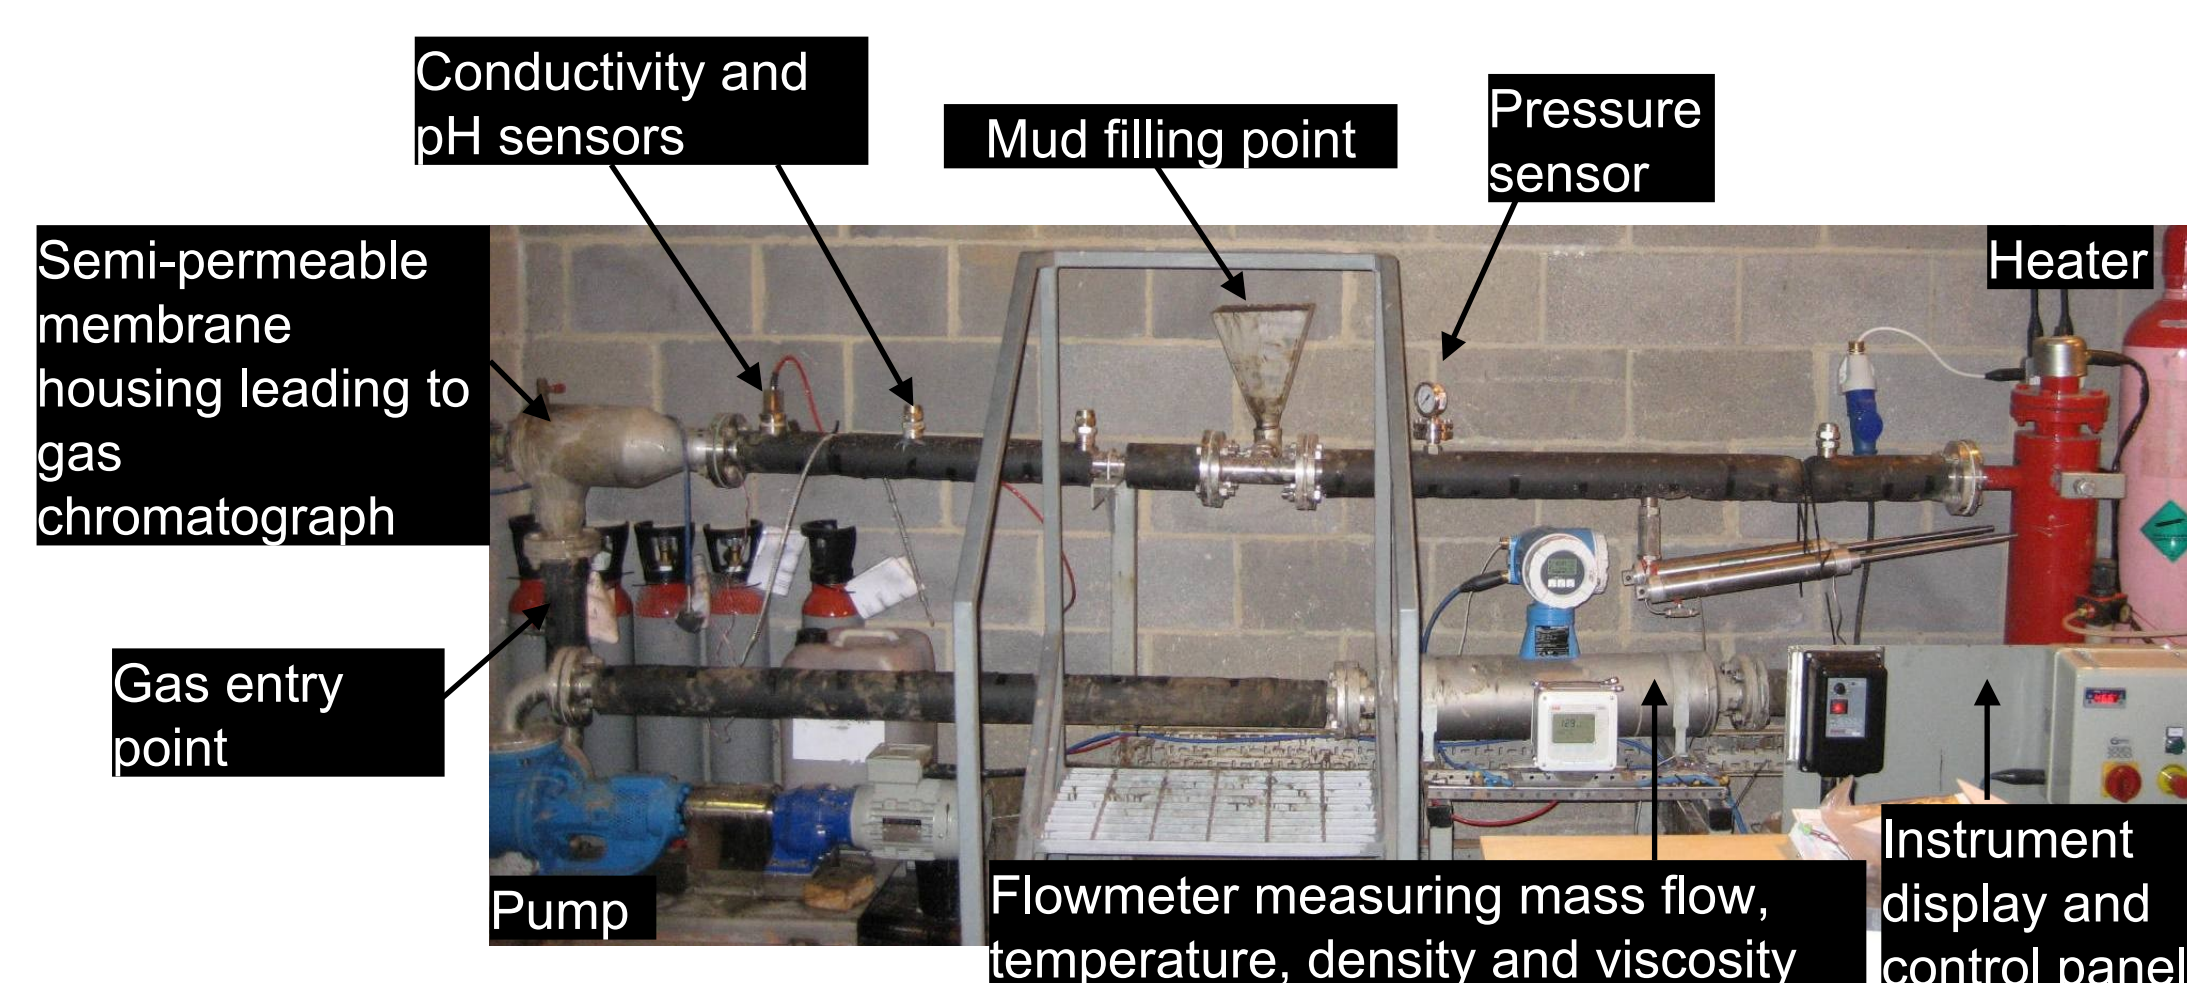 Conductivity and
pH sensors
Mud filling point
Pressure
sensor
Semi-permeable
membrane
housing leading to
gas
chromatograph
Heater
Gas entry
point
Pump
Flowmeter measuring mass flow,
temperature, density and viscosity
Instrument
display and
control panel